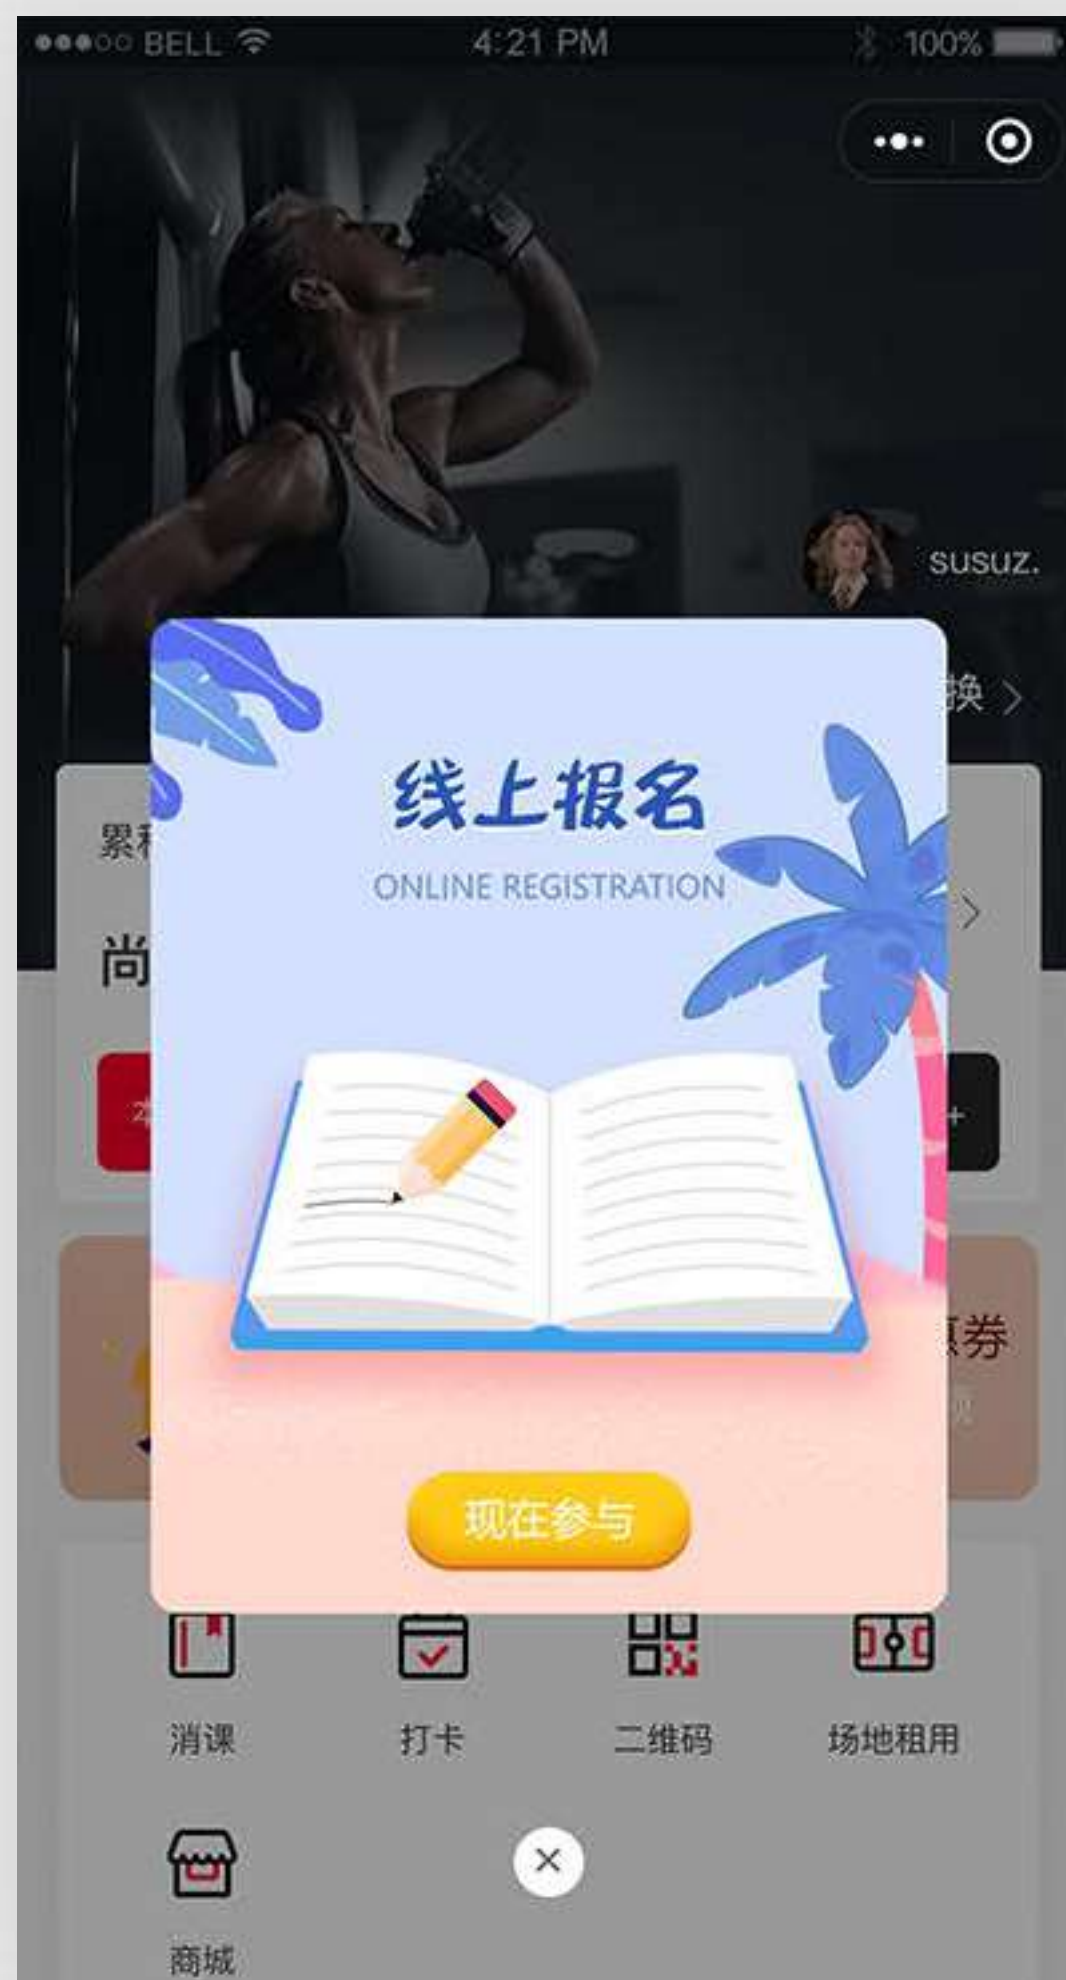 BELL 4:21 PM 100%
susuz.
换
线上报名
ONLINE REGISTRATION
尚
+
券
现在参与
消课 打卡 二维码 场地租用
商城